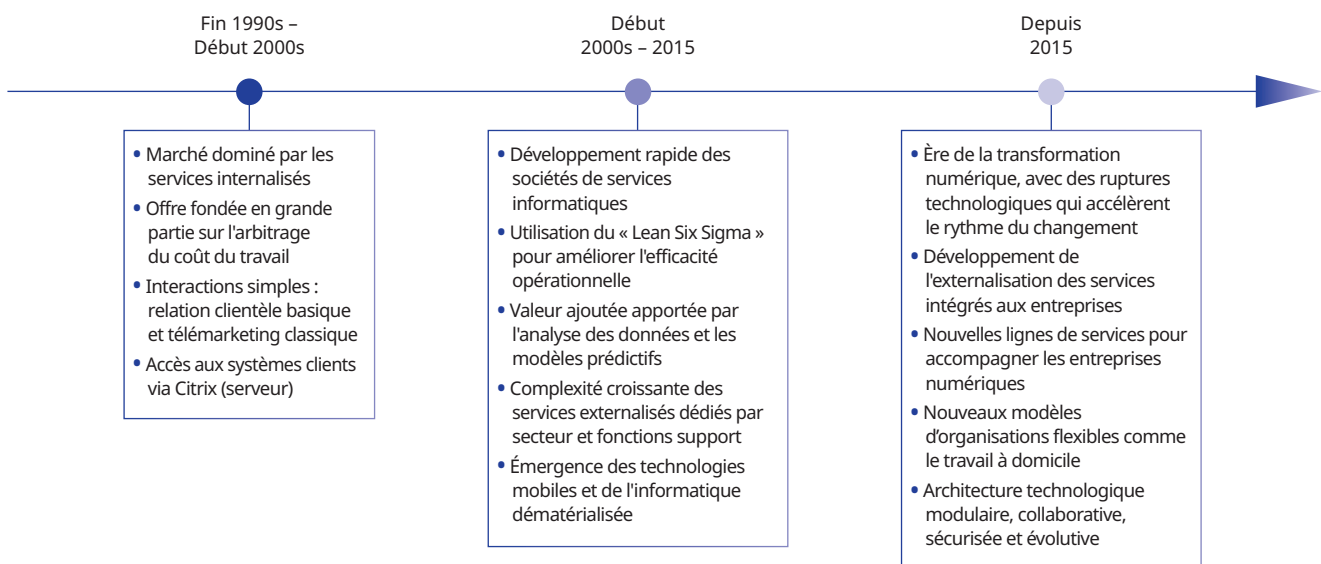 Fin 1990s –
Début 2000s
• Marché dominé par les
services internalisés
• Offre fondée en grande
partie sur l'arbitrage
du coût du travail
• Interactions simples :
relation clientèle basique
et télémarketing classique
• Accès aux systèmes clients
via Citrix (serveur)
Début
2000s – 2015
• Développement rapide des
sociétés de services
informatiques
• Utilisation du « Lean Six Sigma »
pour améliorer l'efficacité
opérationnelle
• Valeur ajoutée apportée par
l'analyse des données et les
modèles prédictifs
• Complexité croissante des
services externalisés dédiés par
secteur et fonctions support
• Émergence des technologies
mobiles et de l'informatique
dématérialisée
Depuis
2015
• Ère de la transformation
numérique, avec des ruptures
technologiques qui accélèrent
le rythme du changement
• Développement de
l'externalisation des services
intégrés aux entreprises
• Nouvelles lignes de services pour
accompagner les entreprises
numériques
• Nouveaux modèles
d’organisations flexibles comme
le travail à domicile
• Architecture technologique
modulaire, collaborative,
sécurisée et évolutive